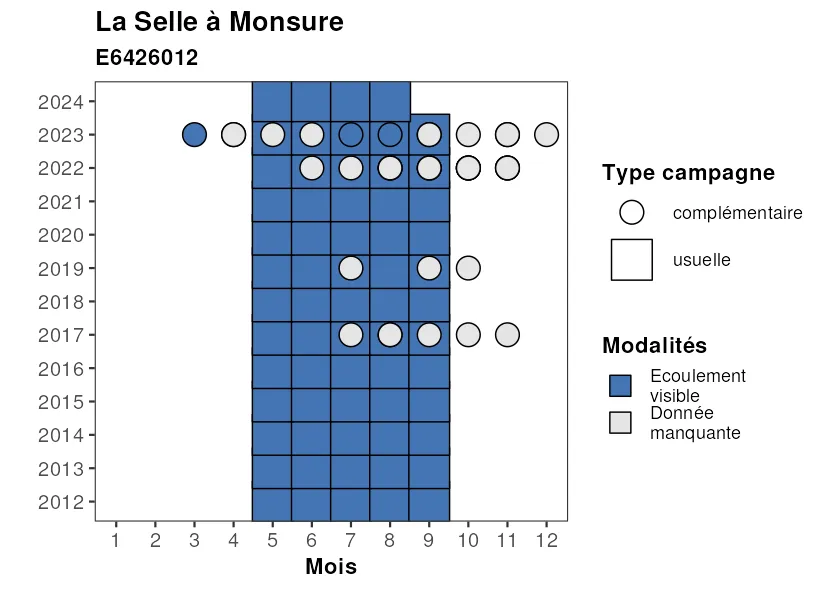 La Selle à Monsure
E6426012
2024
2023
2022
2021
2020
2019
2018
2017
2016
2015
2014
2013
2012
1 2 3 4 5 6 7 8 9 10 11 12
Mois
Type campagne
complémentaire
usuelle
Modalités
Ecoulement
visible
Donnée
manquante